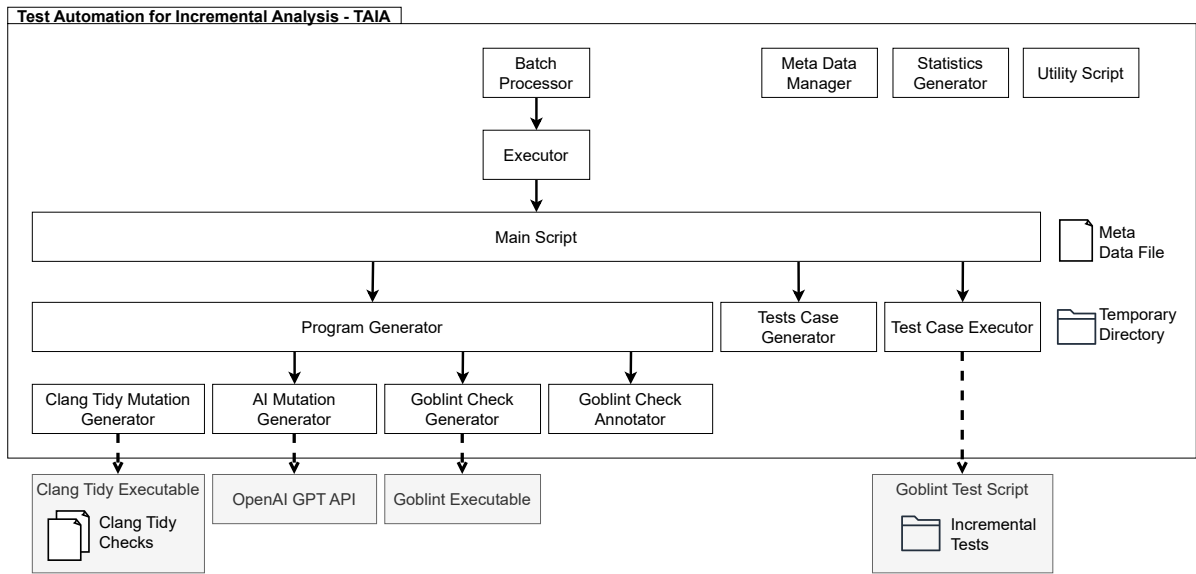 Test Automation for Incremental Analysis - TAIA
Batch
Processor
Meta Data
Manager
Statistics
Generator
Utility Script
Executor
Main Script
Meta
Data File
Program Generator
Tests Case
Generator
Test Case Executor
Temporary
Directory
Clang Tidy Mutation
Generator
AI Mutation
Generator
Goblint Check
Generator
Goblint Check
Annotator
Clang Tidy Executable
Clang Tidy
Checks
OpenAI GPT API
Goblint Executable
Goblint Test Script
Incremental
Tests